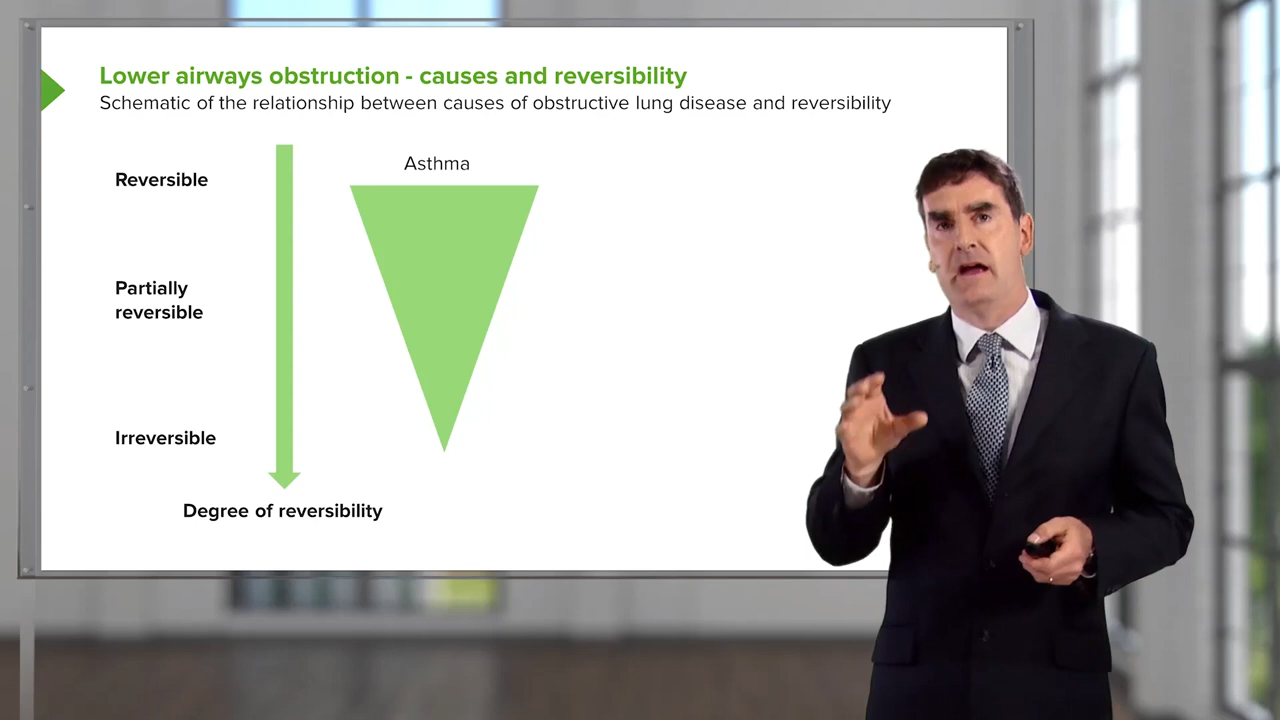 Lower airways obstruction - causes and reversibility
Schematic of the relationship between causes of obstructive lung disease and reversibility
Reversible
Asthma
Partially
reversible
Irreversible
Degree of reversibility